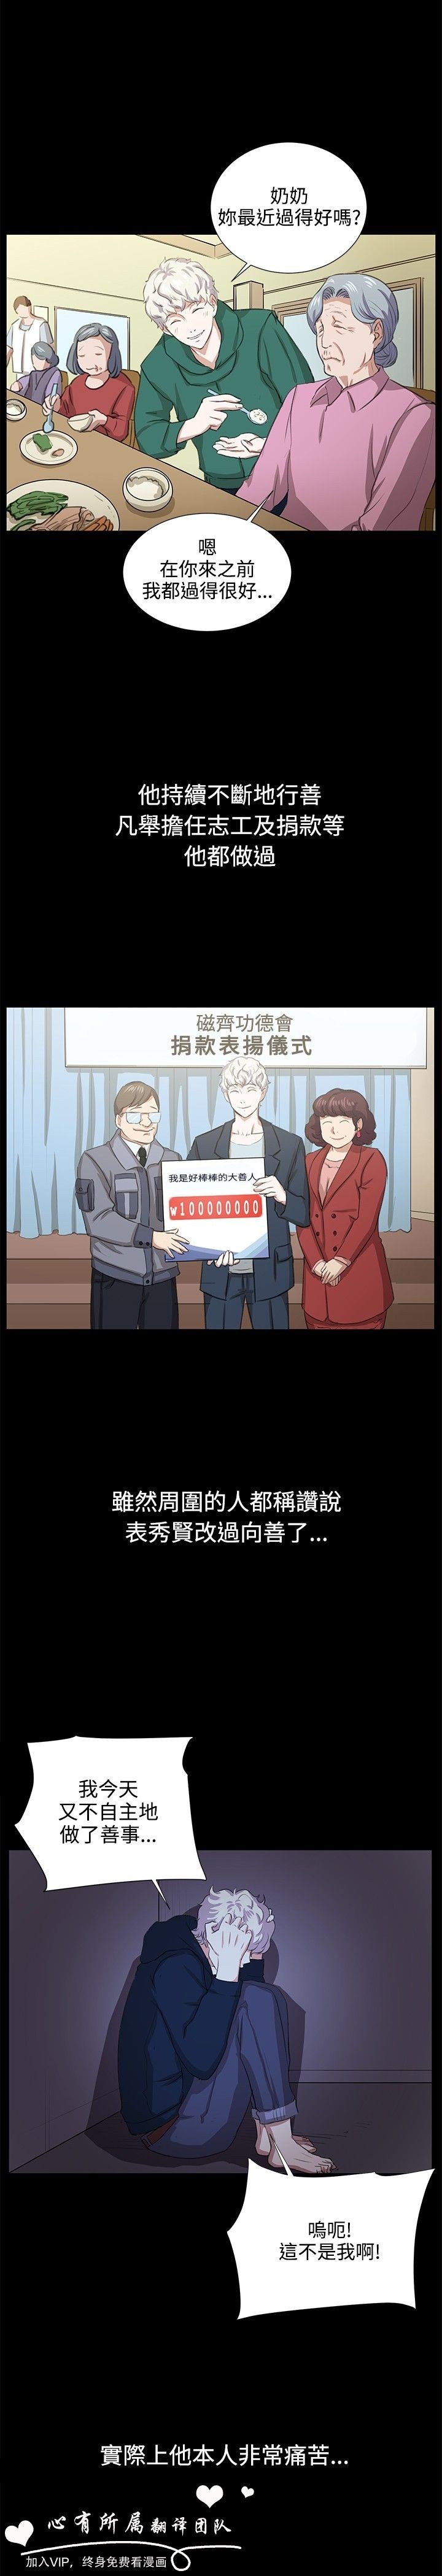 奶奶
妳最近過得好嗎?
嗯
在你來之前
我都過得很好...
他持續不斷地行善
凡舉擔任志工及捐款等
他都做過
磁齊功德會
捐款表揚儀式
我是好棒棒的大善人
₩100000000
雖然周圍的人都稱讚說
表秀賢改過向善了...
我今天
又不自主地
做了善事...
嗚呃!
這不是我啊!
實際上他本人非常痛苦...
心有所属翻译团队
加入VIP，终身免费看漫画